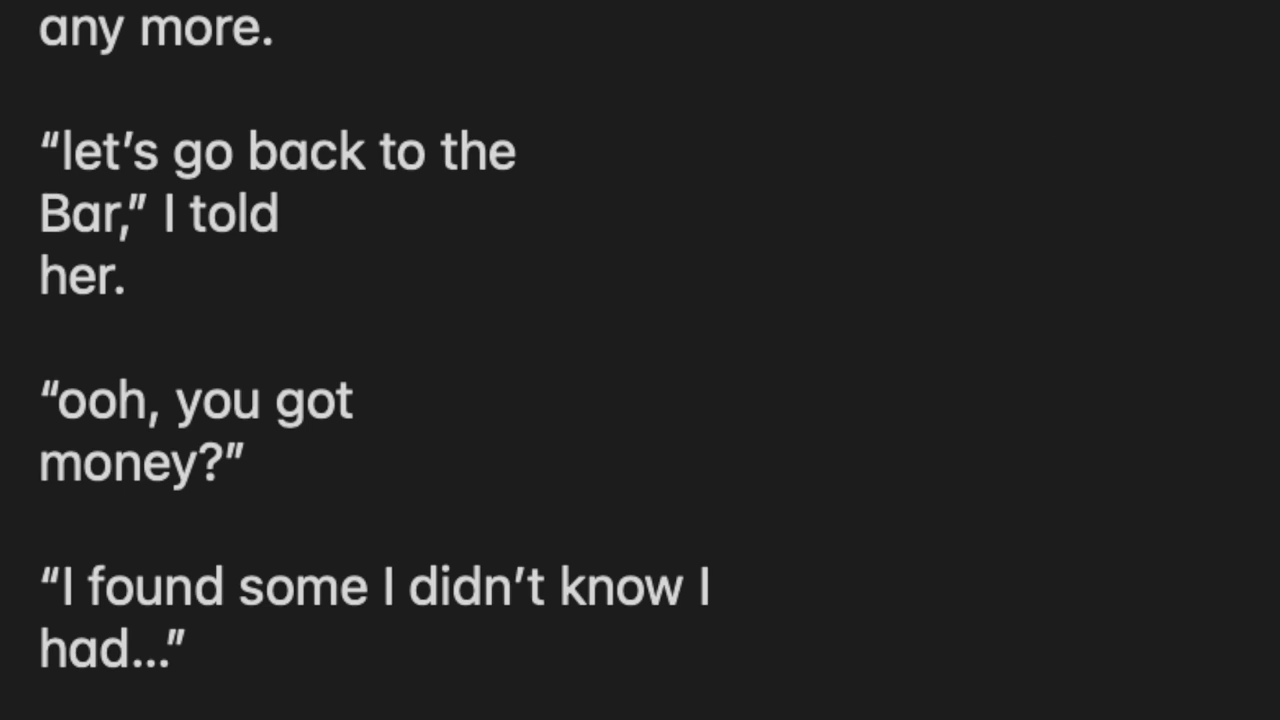 any more.
“let’s go back to the
Bar,” I told
her.
“ooh, you got
money?”
“I found some I didn’t know I
had...”